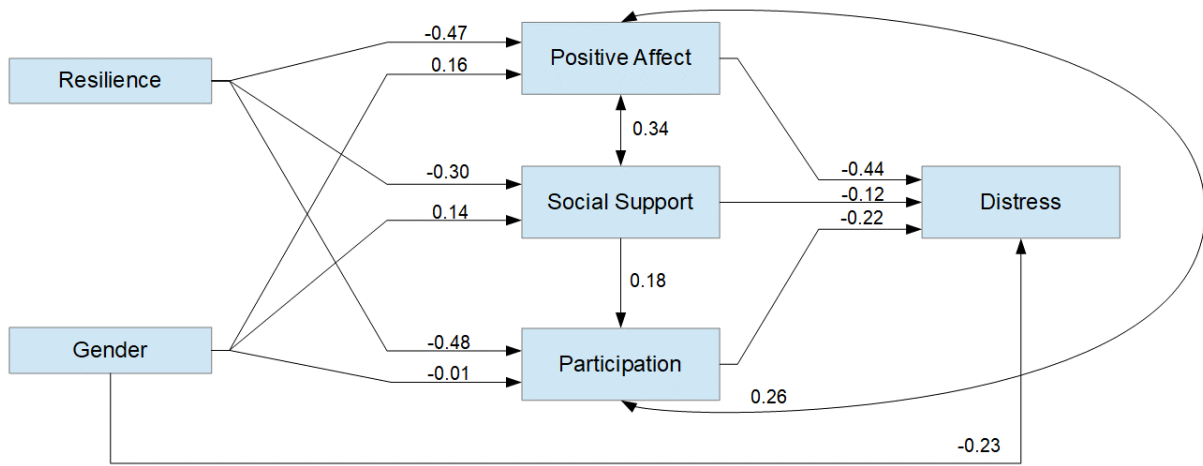 -0.47
Positive Affect
0.16
Resilience
0.34
-0.30
-0.44
Social Support
-0.12
Distress
0.14
-0.22
0.18
Gender
-0.48
Participation
-0.01
0.26
-0.23